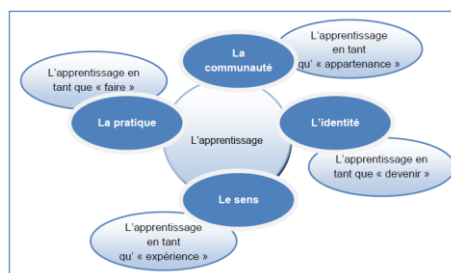 La
communauté
L'apprentissage
en tant
qu' « appartenance »
L'apprentissage en
tant que « faire »
La pratique
L'apprentissage
L'identité
L'apprentissage en
tant que « devenir »
Le sens
L'apprentissage
en tant
qu' « expérience »